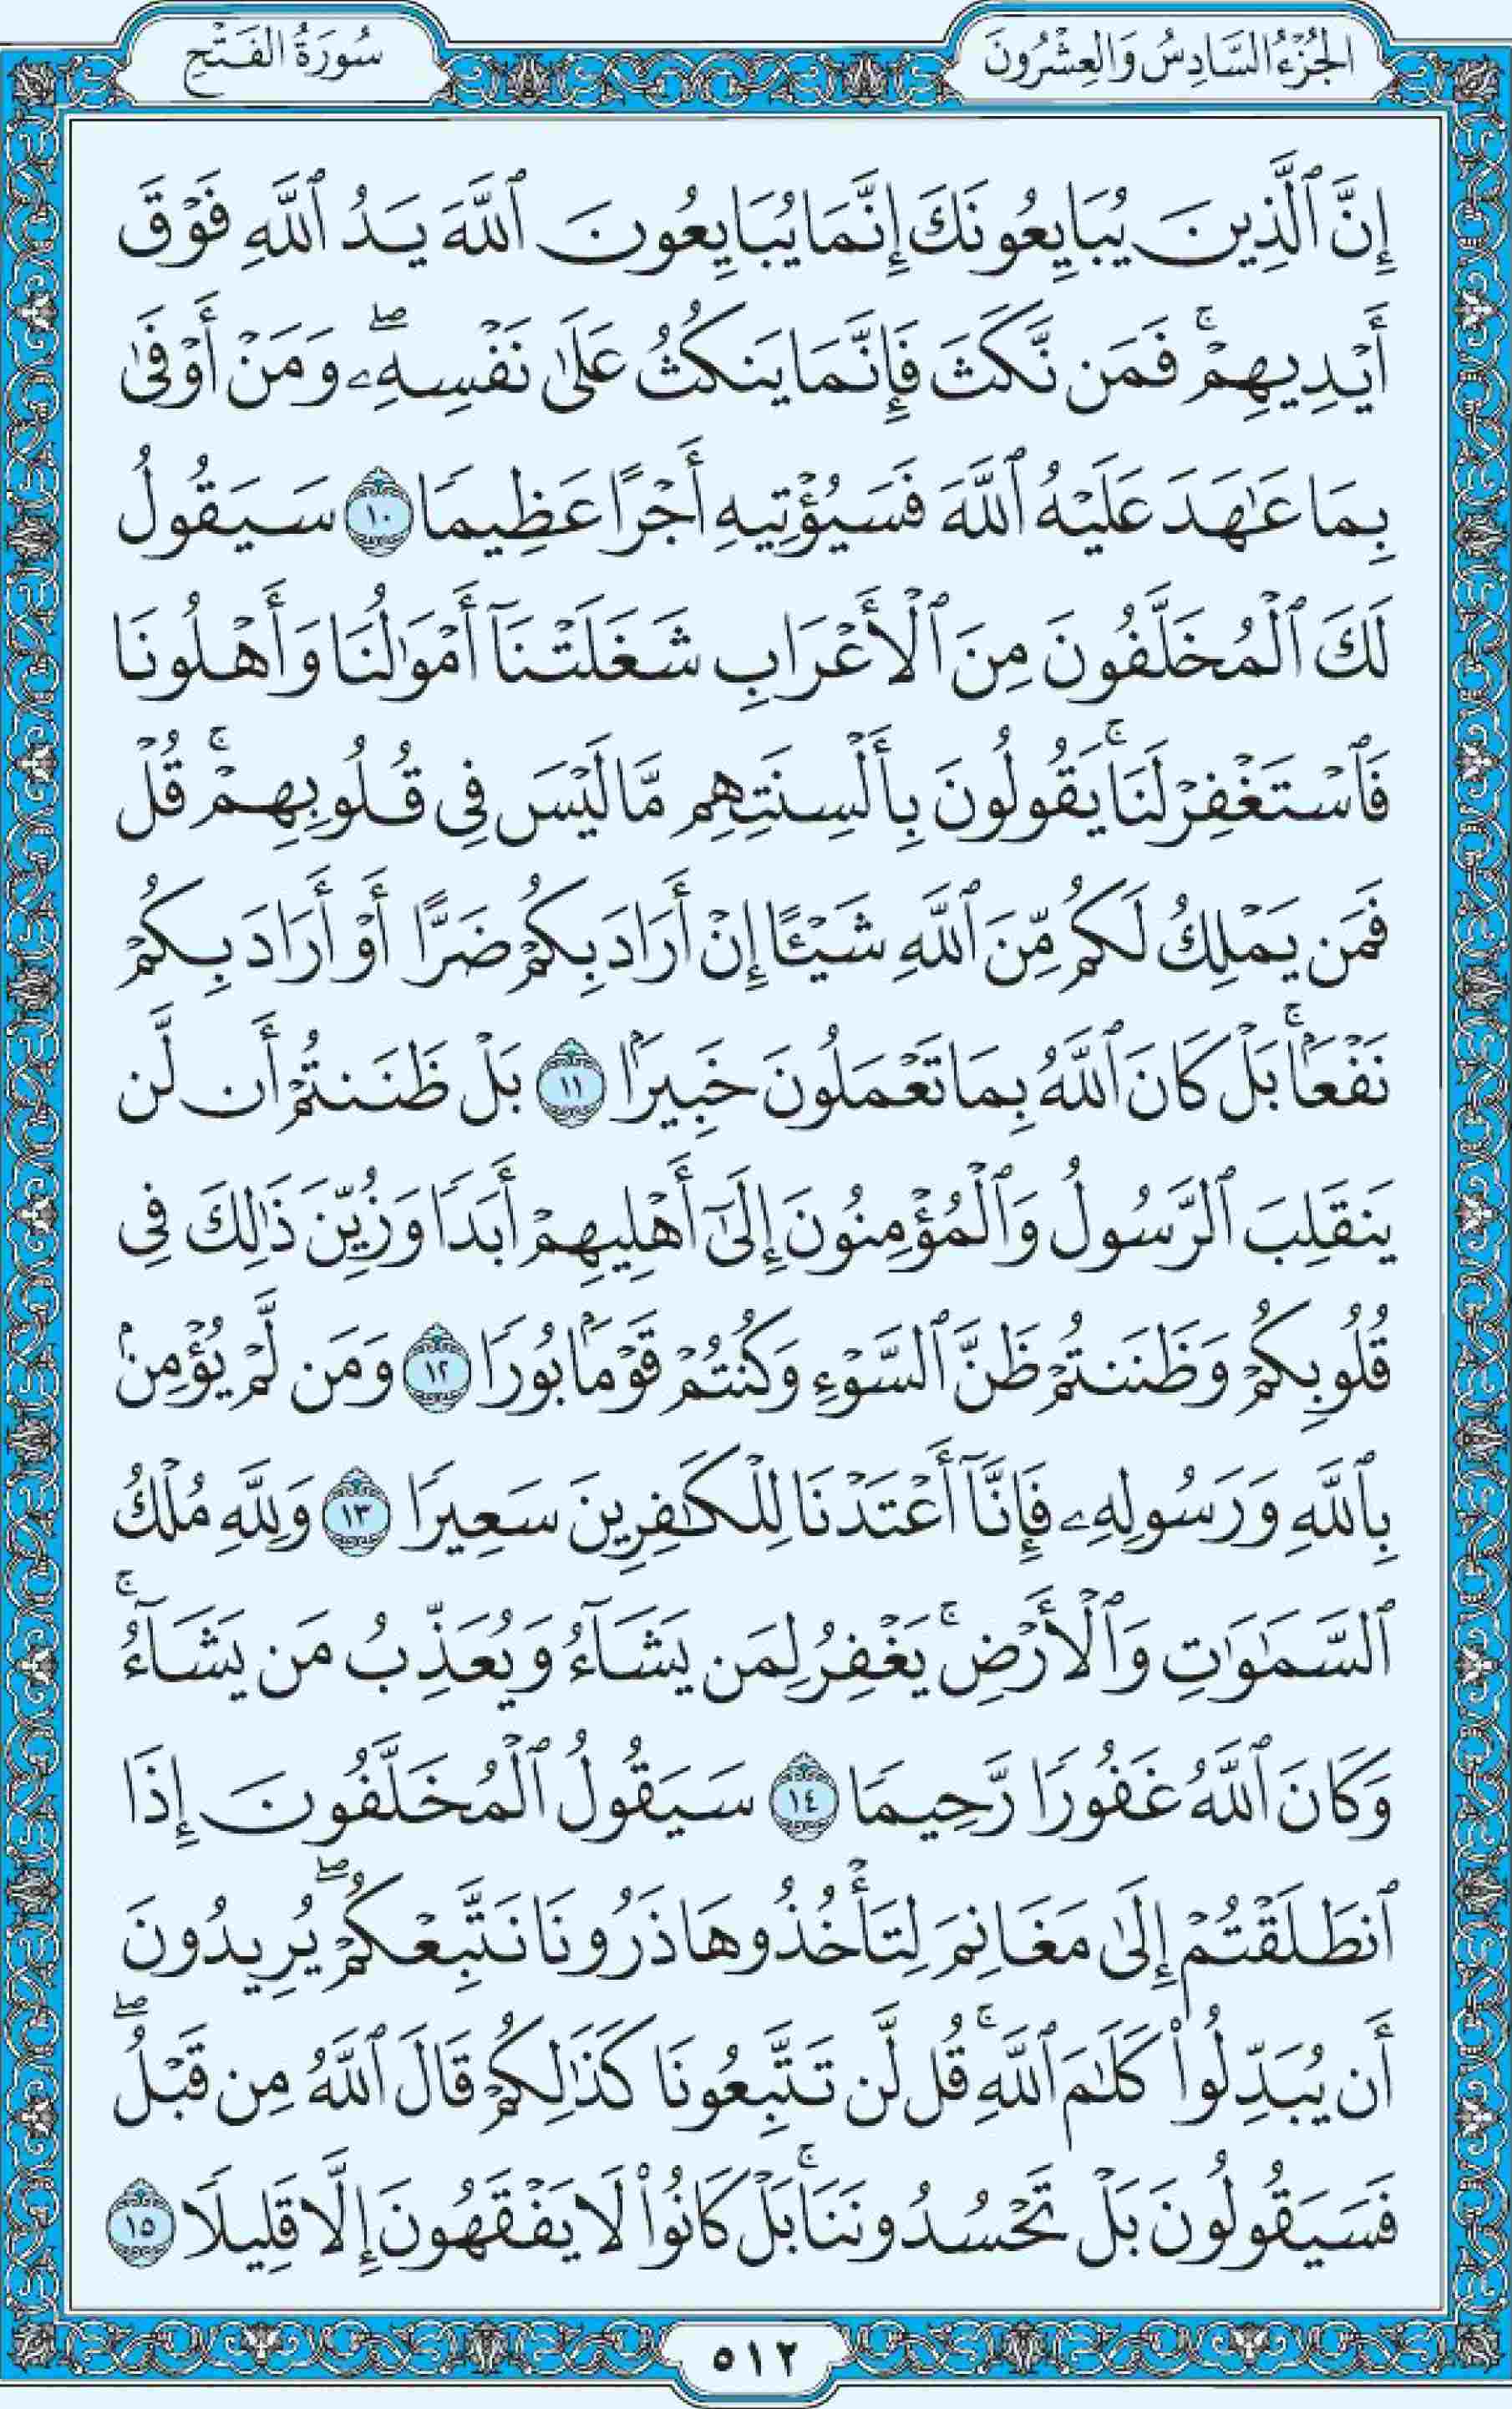 الجُزْءُ السَّادِسُ وَالعِشْرُونَ
سُورَةُ الفَتْحِ
إِنَّ ٱلَّذِينَ يُبَايِعُونَكَ إِنَّمَا يُبَايِعُونَ ٱللَّهَ يَدُ ٱللَّهِ فَوْقَ
أَيْدِيهِمْۚ فَمَن نَّكَثَ فَإِنَّمَا يَنكُثُ عَلَىٰ نَفْسِهِۦۖ وَمَنْ أَوْفَىٰ
بِمَا عَٰهَدَ عَلَيْهُ ٱللَّهَ فَسَيُؤْتِيهِ أَجْرًا عَظِيمًا ١٠ سَيَقُولُ
لَكَ ٱلْمُخَلَّفُونَ مِنَ ٱلْأَعْرَابِ شَغَلَتْنَآ أَمْوَٰلُنَا وَأَهْلُونَا
فَٱسْتَغْفِرْ لَنَاۚ يَقُولُونَ بِأَلْسِنَتِهِم مَّا لَيْسَ فِى قُلُوبِهِمْۚ قُلْ
فَمَن يَمْلِكُ لَكُم مِّنَ ٱللَّهِ شَيْـًٔا إِنْ أَرَادَ بِكُمْ ضَرًّا أَوْ أَرَادَ بِكُمْ
نَفْعًۢاۚ بَلْ كَانَ ٱللَّهُ بِمَا تَعْمَلُونَ خَبِيرًۢا ١١ بَلْ ظَنَنتُمْ أَن لَّن
يَنقَلِبَ ٱلرَّسُولُ وَٱلْمُؤْمِنُونَ إِلَىٰٓ أَهْلِيهِمْ أَبَدًا وَزُيِّنَ ذَٰلِكَ فِى
قُلُوبِكُمْ وَظَنَنتُمْ ظَنَّ ٱلسَّوْءِ وَكُنتُمْ قَوْمًۢا بُورًا ١٢ وَمَن لَّمْ يُؤْمِنۢ
بِٱللَّهِ وَرَسُولِهِۦ فَإِنَّآ أَعْتَدْنَا لِلْكَٰفِرِينَ سَعِيرًا ١٣ وَلِلَّهِ مُلْكُ
ٱلسَّمَٰوَٰتِ وَٱلْأَرْضِۚ يَغْفِرُ لِمَن يَشَآءُ وَيُعَذِّبُ مَن يَشَآءُۚ
وَكَانَ ٱللَّهُ غَفُورًا رَّحِيمًا ١٤ سَيَقُولُ ٱلْمُخَلَّفُونَ إِذَا
ٱنطَلَقْتُمْ إِلَىٰ مَغَانِمَ لِتَأْخُذُوهَا ذَرُونَا نَتَّبِعْكُمْۖ يُرِيدُونَ
أَن يُبَدِّلُوا۟ كَلَٰمَ ٱللَّهِۚ قُل لَّن تَتَّبِعُونَا كَذَٰلِكُمْ قَالَ ٱللَّهُ مِن قَبْلُۖ
فَسَيَقُولُونَ بَلْ تَحْسُدُونَنَاۚ بَلْ كَانُوا۟ لَا يَفْقَهُونَ إِلَّا قَلِيلًا ١٥
٥١٢